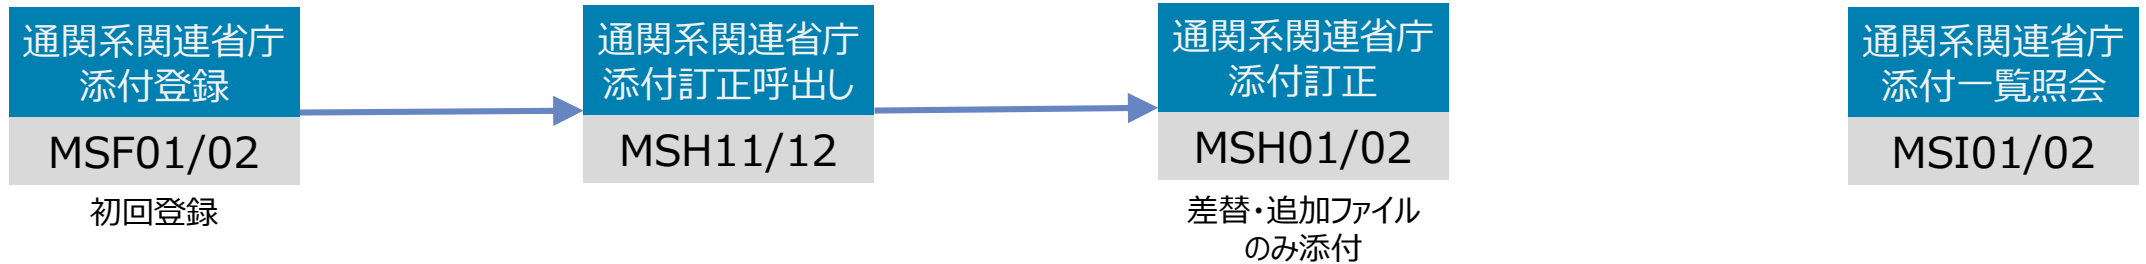 通関系関連省庁
添付登録
MSF01/02
初回登録
通関系関連省庁
添付訂正呼出し
MSH11/12
通関系関連省庁
添付訂正
MSH01/02
差替・追加ファイル
のみ添付
通関系関連省庁
添付一覧照会
MSI01/02